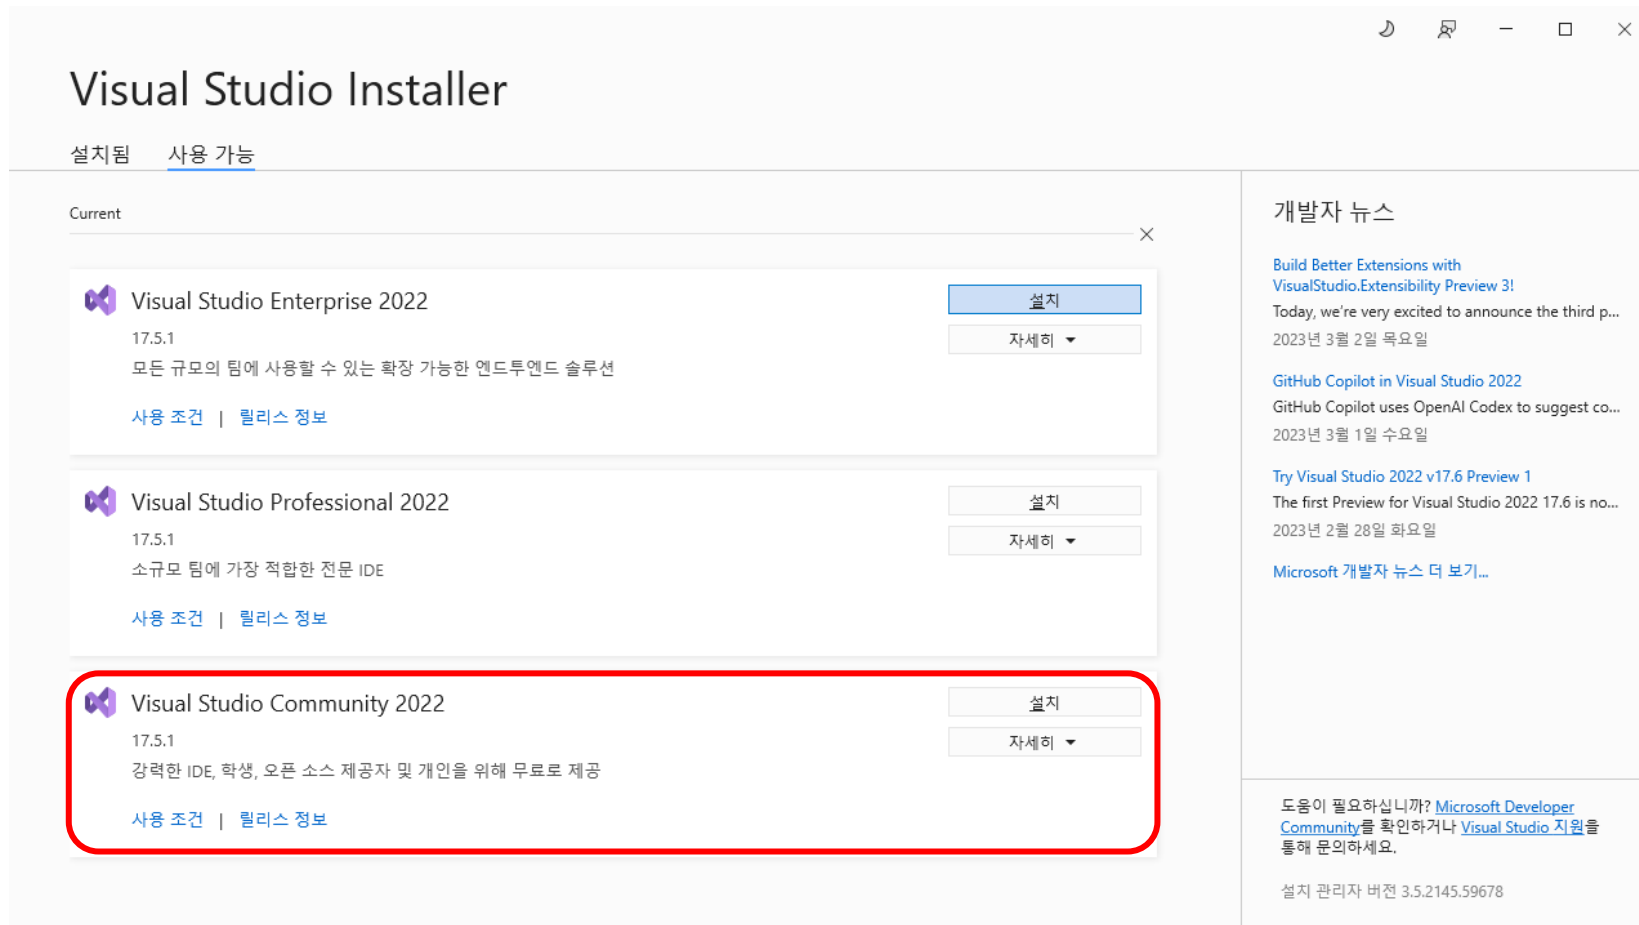 Visual Studio Installer
설치됨 사용 가능
Current
Visual Studio Enterprise 2022
설치
17.5.1
자세히
모든 규모의 팀에 사용할 수 있는 확장 가능한 엔드투엔드 솔루션
사용 조건 | 릴리스 정보
Visual Studio Professional 2022
설치
17.5.1
자세히
소규모 팀에 가장 적합한 전문 IDE
사용 조건 | 릴리스 정보
Visual Studio Community 2022
설치
17.5.1
자세히
강력한 IDE, 학생, 오픈 소스 제공자 및 개인을 위해 무료로 제공
사용 조건 | 릴리스 정보
개발자 뉴스
Build Better Extensions with
VisualStudio.Extensibility Preview 3!
Today, we're very excited to announce the third p...
2023년 3월 2일 목요일
GitHub Copilot in Visual Studio 2022
GitHub Copilot uses OpenAI Codex to suggest co...
2023년 3월 1일 수요일
Try Visual Studio 2022 v17.6 Preview 1
The first Preview for Visual Studio 2022 17.6 is no...
2023년 2월 28일 화요일
Microsoft 개발자 뉴스 더 보기...
도움이 필요하십니까? Microsoft Developer
Community를 확인하거나 Visual Studio 지원을
통해 문의하세요.
설치 관리자 버전 3.5.2145.59678